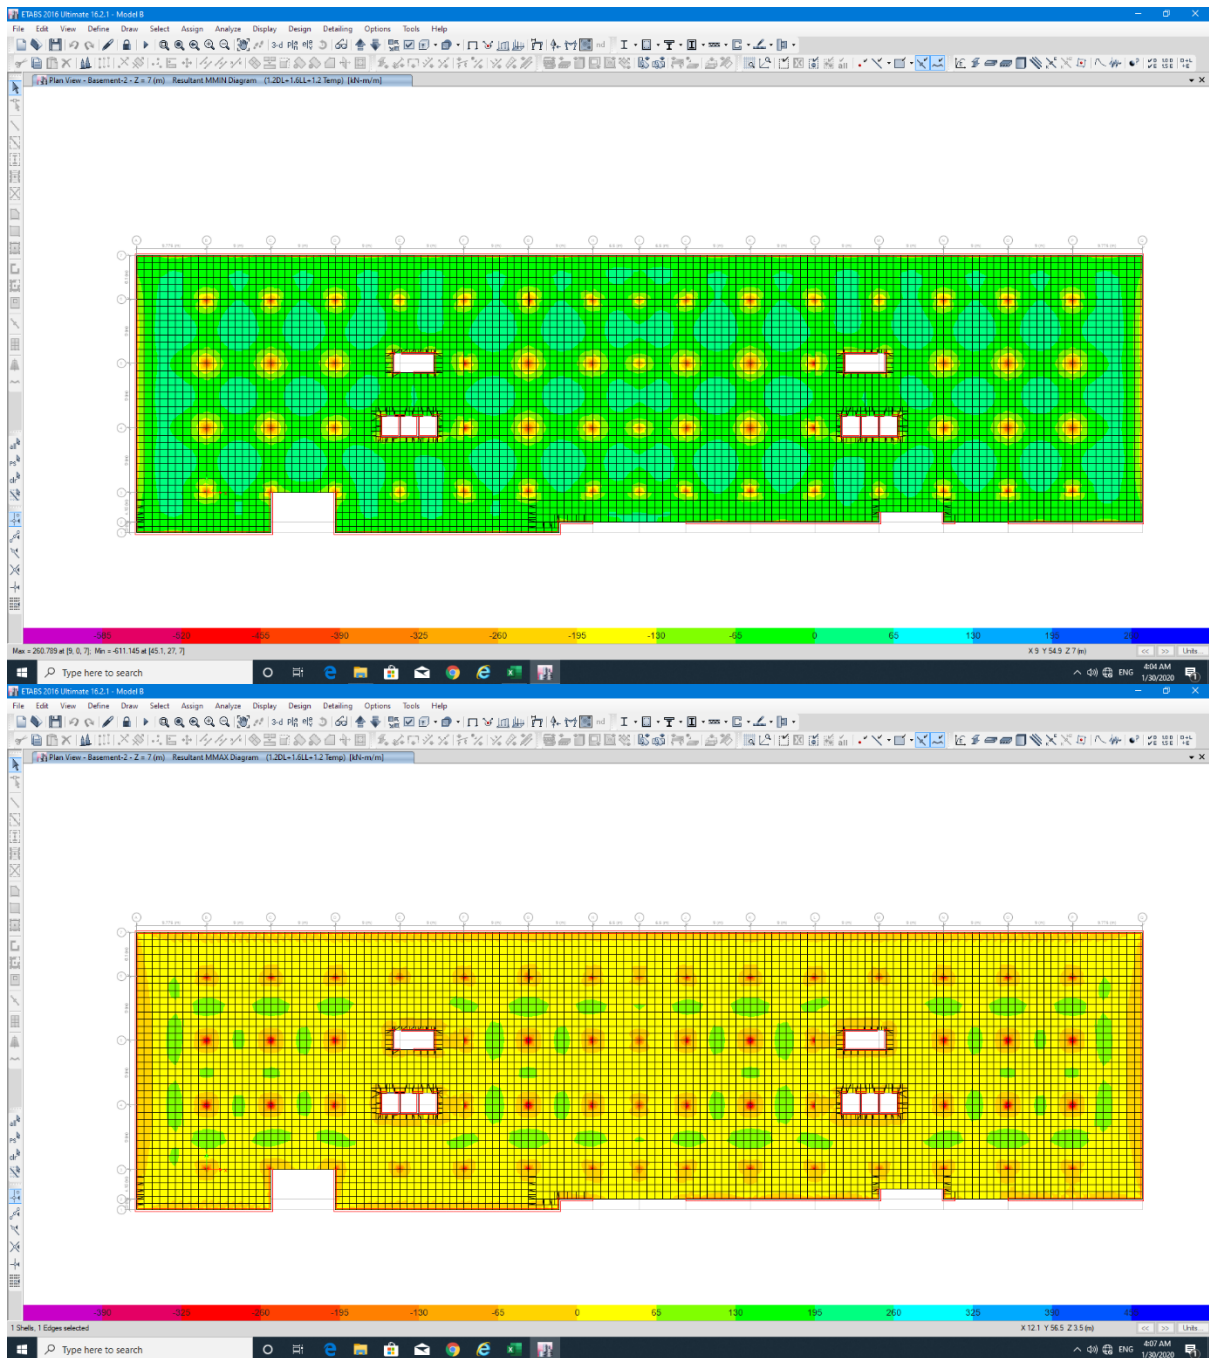 ETABS 2016 Ultimate 16.2.1 - Model B
File Edit View Define Draw Select Assign Analyze Display Design Detailing Options Tools Help
Plan View - Basement-2 - Z = 7 (m) Resultant MMIN Diagram (1.2DL+1.6LL+1.2 Temp) [kN-m/m]
-585 -520 -455 -390 -325 -260 -195 -130 -65 0 65 130 195
Max = 260.789 at [9, 0, 7]; Min = -611.145 at [45.1, 27, 7]
X 9 Y 54.9 Z 7 (m)
<< >> Units...
Type here to search
ENG
4:04 AM
1/30/2020
ETABS 2016 Ultimate 16.2.1 - Model B
File Edit View Define Draw Select Assign Analyze Display Design Detailing Options Tools Help
Plan View - Basement-2 - Z = 7 (m) Resultant MMAX Diagram (1.2DL+1.6LL+1.2 Temp) [kN-m/m]
-390 -325 -260 -195 -130 -65 0 65 130 195 260 325 390
1 Shells, 1 Edges selected
X 12.1 Y 56.5 Z 3.5 (m)
<< >> Units...
Type here to search
ENG
4:07 AM
1/30/2020